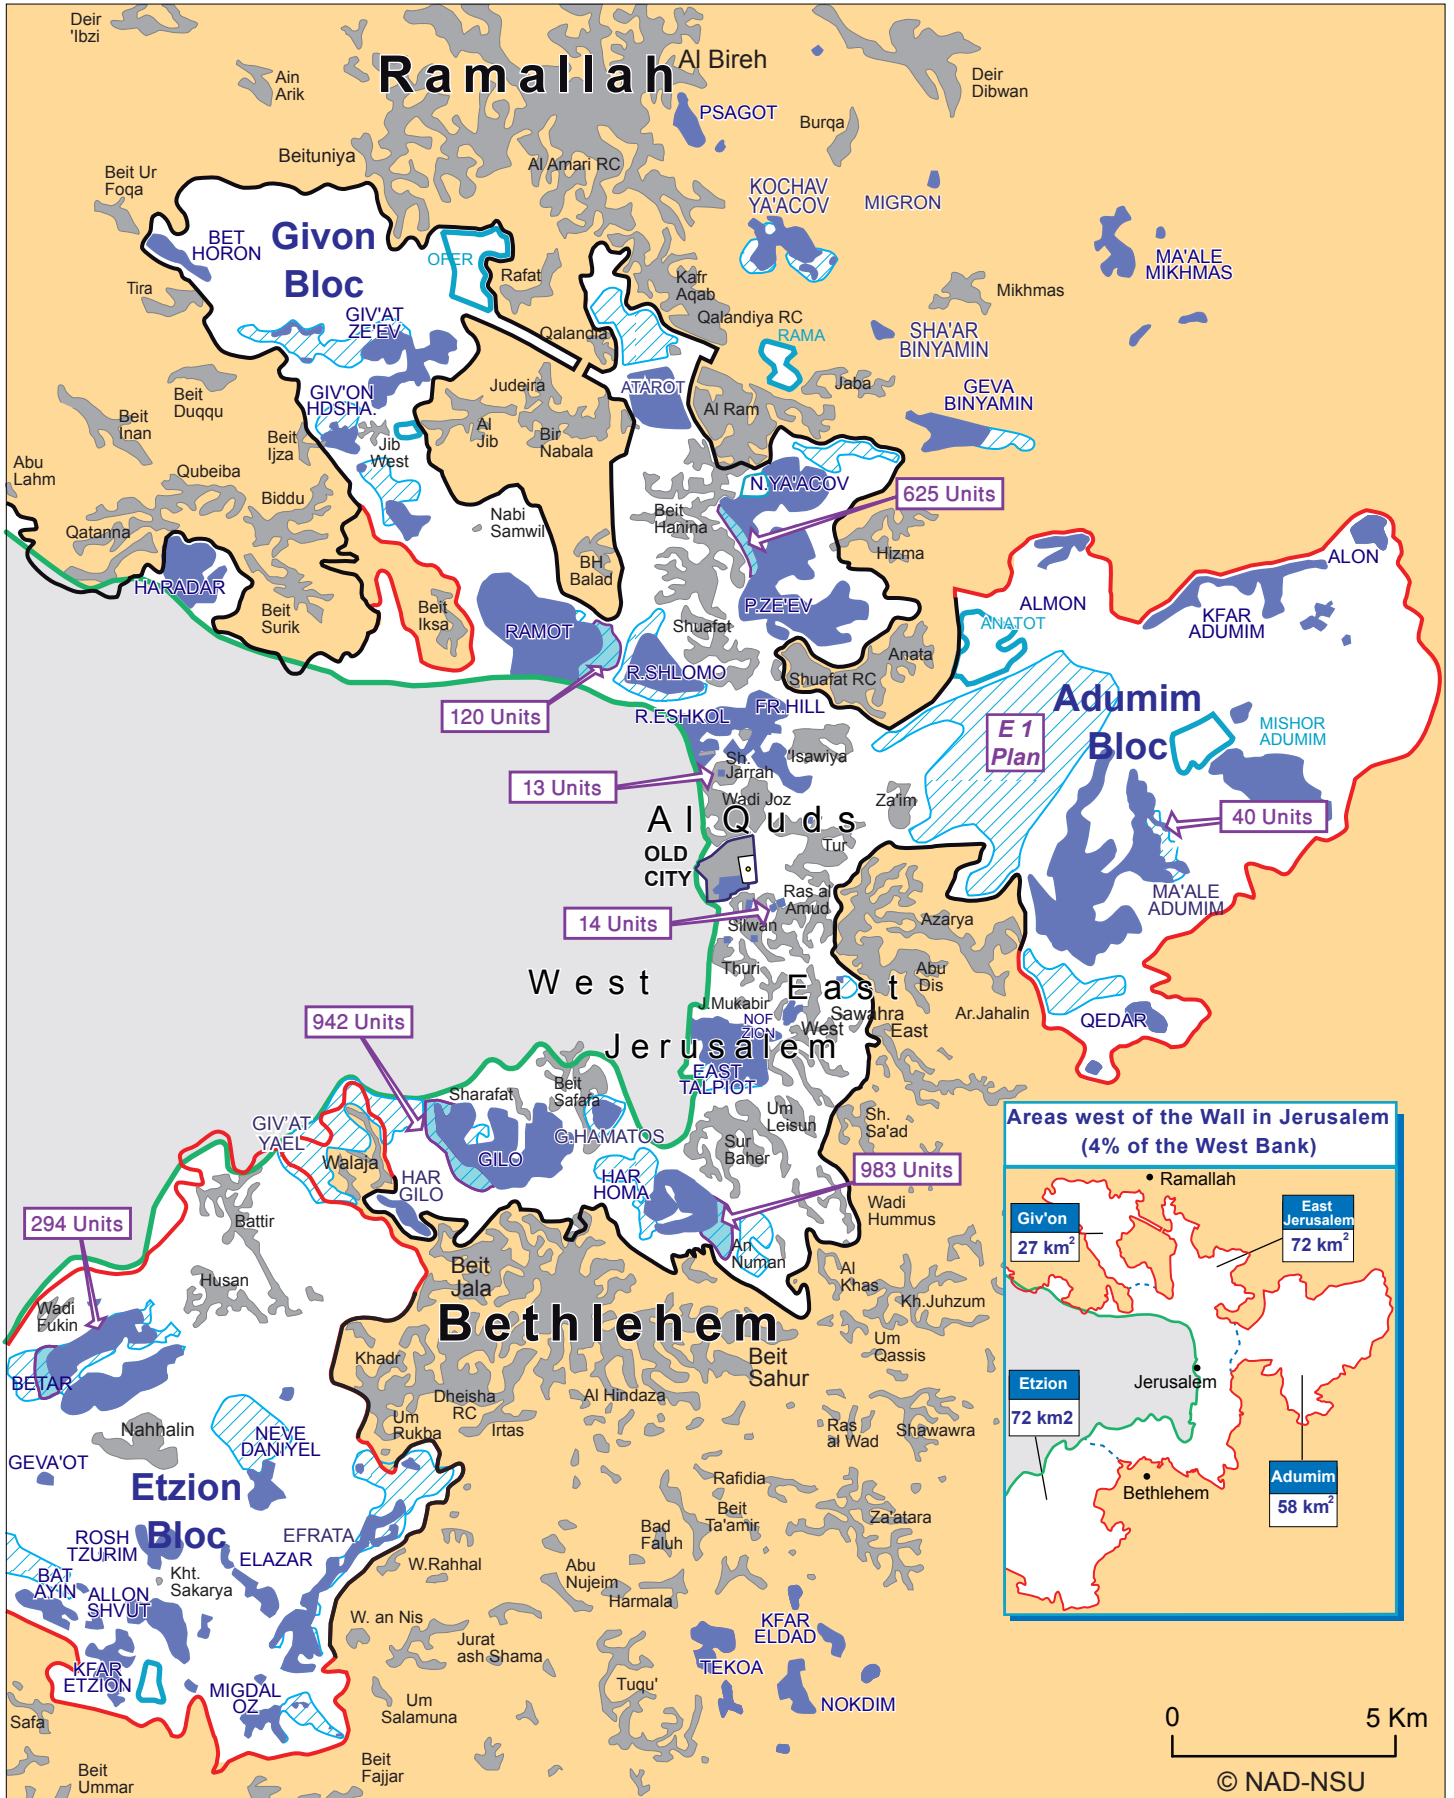 Deir
'Ibzi
Ain
Arik
Ramallah
Al Bireh
Deir
Dibwan
PSAGOT
Burqa
Beituniya
Al Amari RC
Beit Ur
Foqa
KOCHAV
YA'ACOV
MIGRON
BET
HORON
Givon
Bloc
OFER
Rafat
Kafr
Aqab
MA'ALE
MIKHMAS
Tira
Mikhmas
GIV'AT
ZE'EV
Qalandia
Qalandiya RC
RAMA
SHA'AR
BINYAMIN
Beit
Duqqu
GIV'ON
HDSHA.
Judeira
ATAROT
Jaba
GEVA
BINYAMIN
Beit
Inan
Beit
Ijza
Jib
West
Al
Jib
Bir
Nabala
Al Ram
Abu
Lahm
Qubeiba
Biddu
N.YA'ACOV
625 Units
Qatanna
Nabi
Samwil
Beit
Hanina
Hizma
BH
Balad
HARADAR
Beit
Surik
Beit
Iksa
RAMOT
P.ZE'EV
Shuafat
ALMON
ANATOT
KFAR
ADUMIM
ALON
R.SHLOMO
Anata
Shuafat RC
120 Units
R.ESHKOL
FR.HILL
E 1
Plan
Adumim
Bloc
MISHOR
ADUMIM
13 Units
Sh.
Jarrah
'Isawiya
Wadi Joz
Za'im
40 Units
Al Quds
OLD
CITY
Tur
MA'ALE
ADUMIM
Ras al
Amud
14 Units
Silwan
Azarya
Thuri
Abu
Dis
West
East
J.Mukabir
NOF
ZION
Sawahra
West
East
Ar.Jahalin
QEDAR
942 Units
Jerusalem
EAST
TALPIOT
Sharafat
Beit
Safafa
GIV'AT
YAEL
Walaja
G.HAMATOS
Um
Leisun
Sh.
Sa'ad
Sur
Baher
GILO
HAR
GILO
HAR
HOMA
983 Units
Wadi
Hummus
294 Units
Battir
An
Numan
Beit
Jala
Husan
Al
Khas
Kh.Juhzum
Wadi
Fukin
Bethlehem
Um
Qassis
Khadr
Beit
Sahur
BETAR
Dheisha
RC
Al Hindaza
Um
Rukba
Irtas
Ras
al Wad
Shawawra
Nahhalin
NEVE
DANIYEL
GEVA'OT
Etzion
Bloc
Rafidia
Beit
Ta'amir
Za'atara
Bad
Faluh
ROSH
TZURIM
EFRATA
ELAZAR
W.Rahhal
Abu
Nujeim
BAT
AYIN
Kht.
Sakarya
ALLON
SHVUT
Harmala
W. an Nis
KFAR
ELDAD
Jurat
ash Shama
TEKOA
KFAR
ETZION
MIGDAL
OZ
Um
Salamuna
Tuqu'
NOKDIM
Safa
Beit
Fajjar
Beit
Ummar
Areas west of the Wall in Jerusalem
(4% of the West Bank)
Ramallah
Giv'on
27 km²
East
Jerusalem
72 km²
Etzion
72 km2
Jerusalem
Adumim
58 km²
Bethlehem
0 5 Km
© NAD-NSU